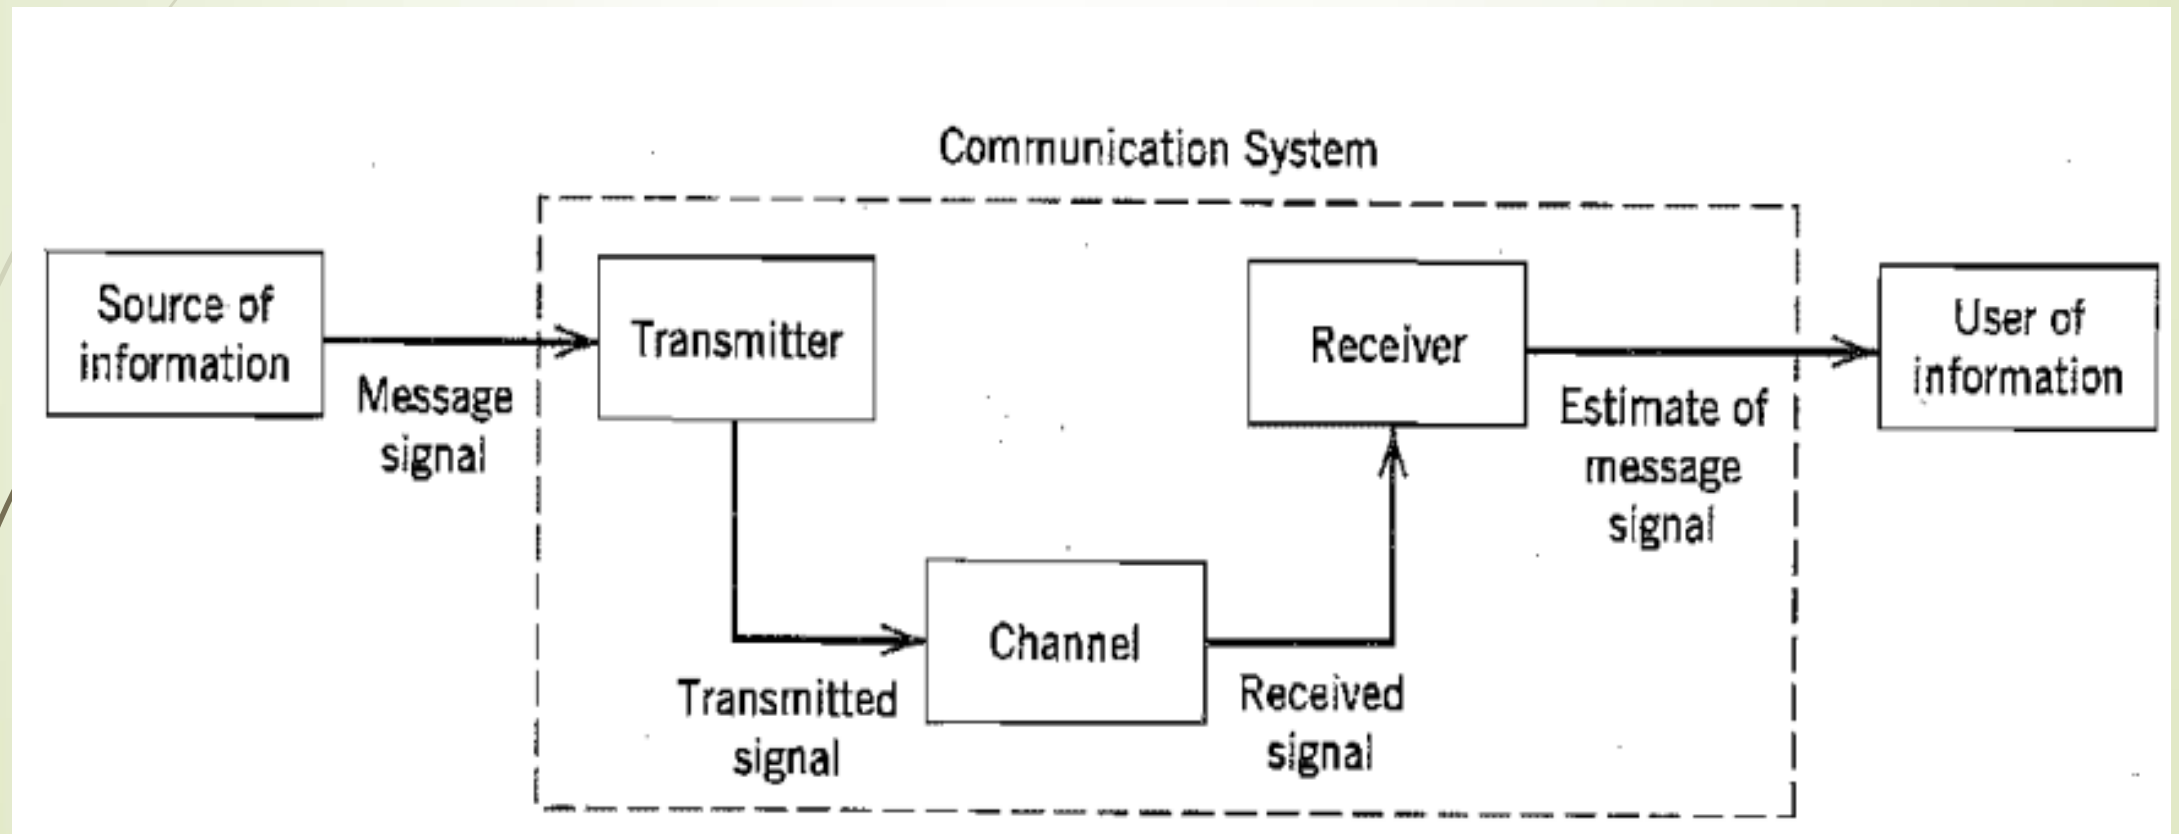 Communication System
Source of
information
Message
signal
Transmitter
Transmitted
signal
Channel
Received
signal
Receiver
Estimate of
message
signal
User of
information